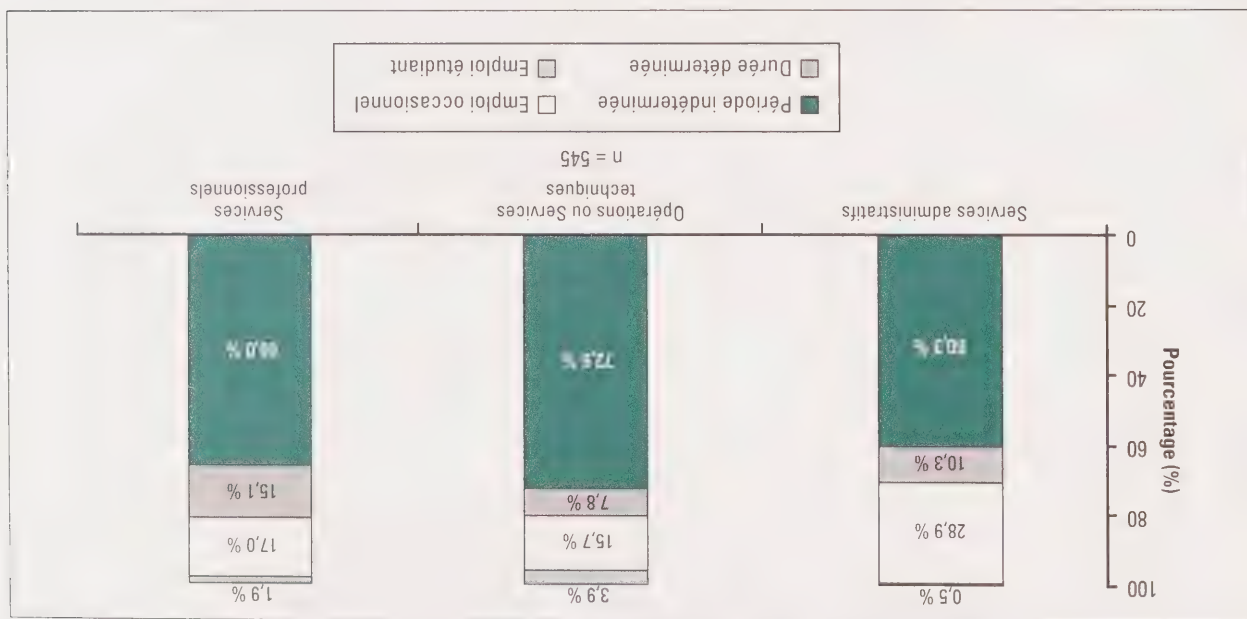 Pourcentage (%)
100
80
60
40
20
0
0,5 %
28,9 %
10,3 %
60,3 %
Services administratifs
3,9 %
15,7 %
7,8 %
72,5 %
Opérations ou Services
techniques
1,9 %
17,0 %
15,1 %
66,0 %
Services
professionnels
n = 545
Période indéterminée
Emploi occasionnel
Durée déterminée
Emploi étudiant